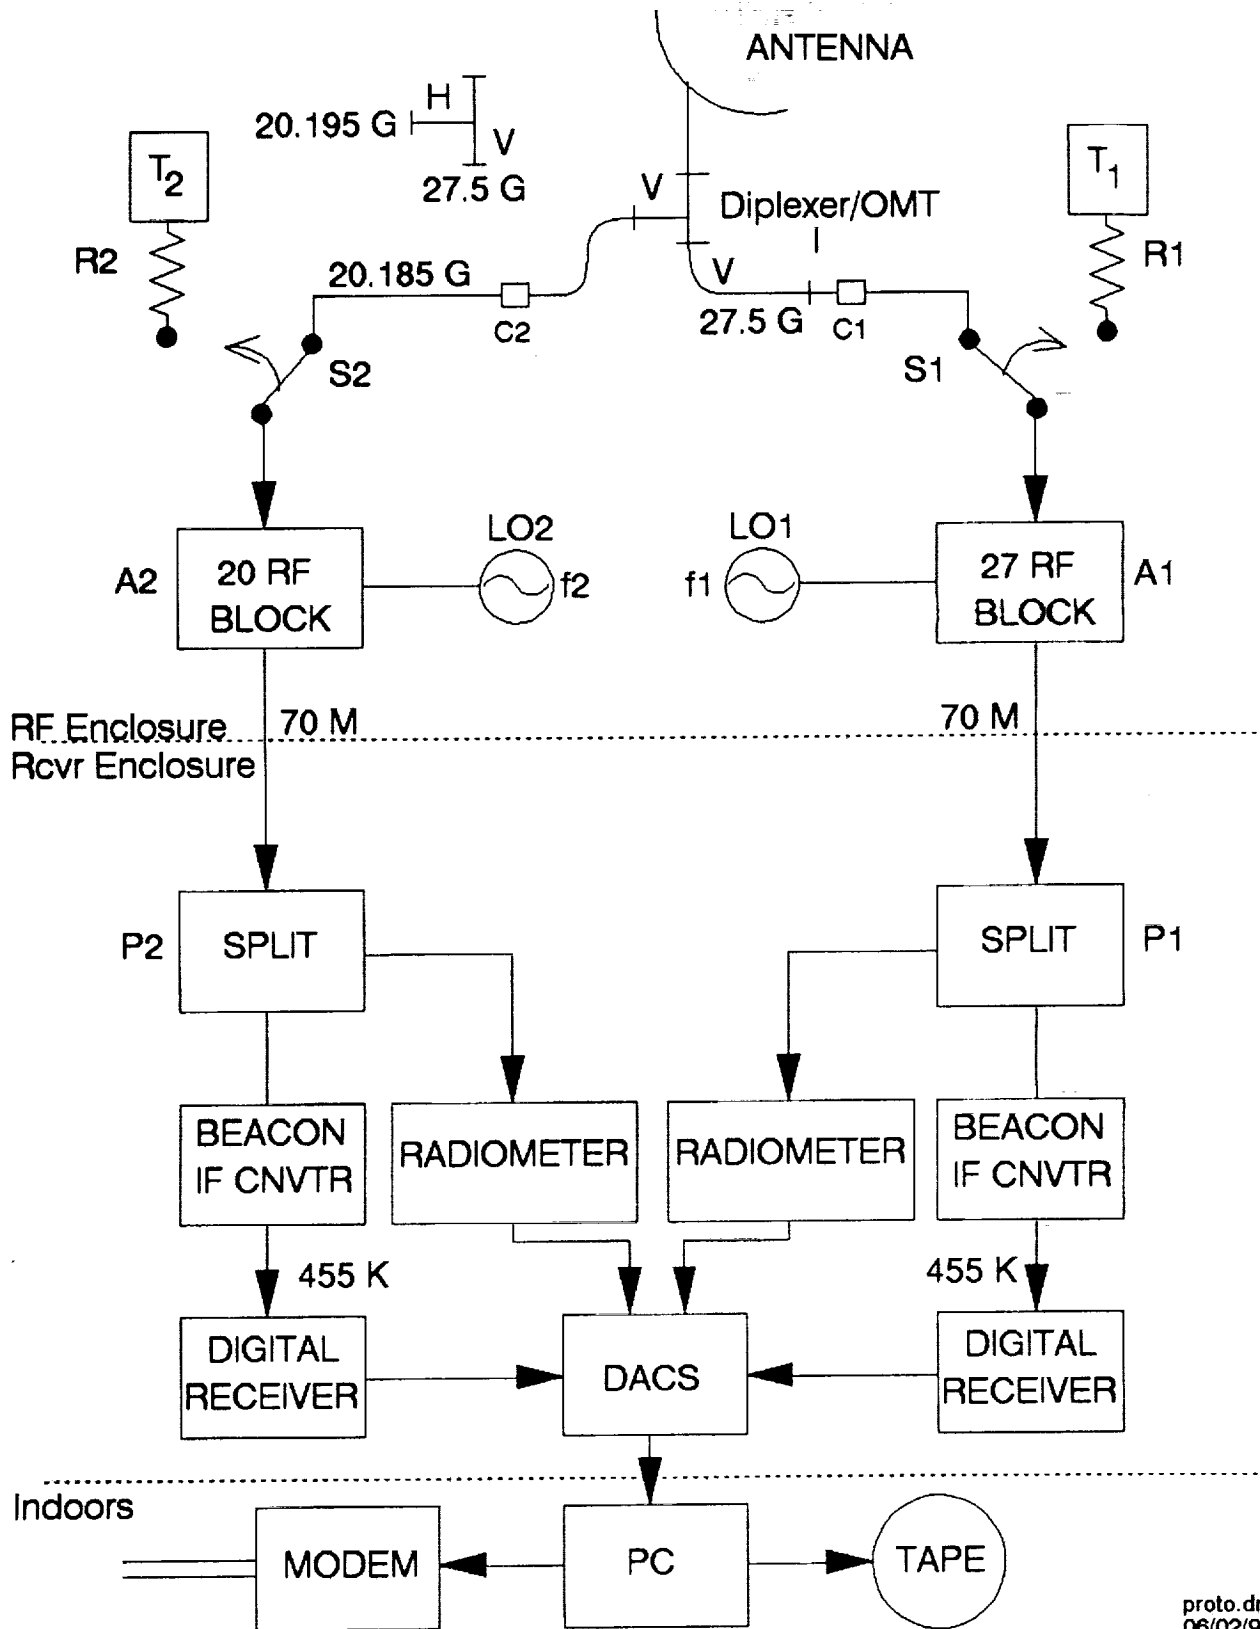 ANTENNA
H
20.195 G
V
27.5 G
T2
T1
V
Diplexer/OMT
R2
R1
20.185 G
V
C2
27.5 G
C1
S2
S1
LO2
LO1
A2
20 RF
BLOCK
f2
f1
27 RF
BLOCK
A1
RF Enclosure
70 M
70 M
Rcvr Enclosure
P2
SPLIT
SPLIT
P1
BEACON
IF CNVTR
RADIOMETER
RADIOMETER
BEACON
IF CNVTR
455 K
455 K
DIGITAL
RECEIVER
DACS
DIGITAL
RECEIVER
Indoors
MODEM
PC
TAPE